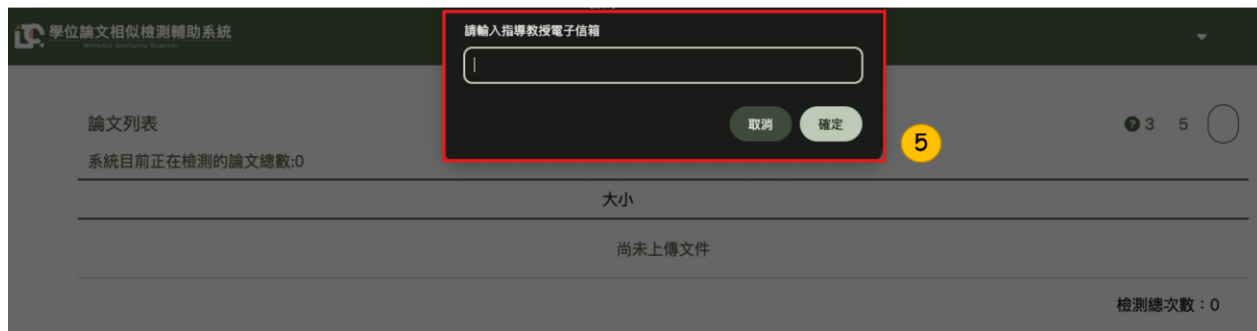 學位論文相似檢測輔助系統
WriteAid Similarity Scanner
請輸入指導教授電子信箱
取消 確定
5
論文列表
? 3 5
系統目前正在檢測的論文總數:0
大小
尚未上傳文件
檢測總次數：0